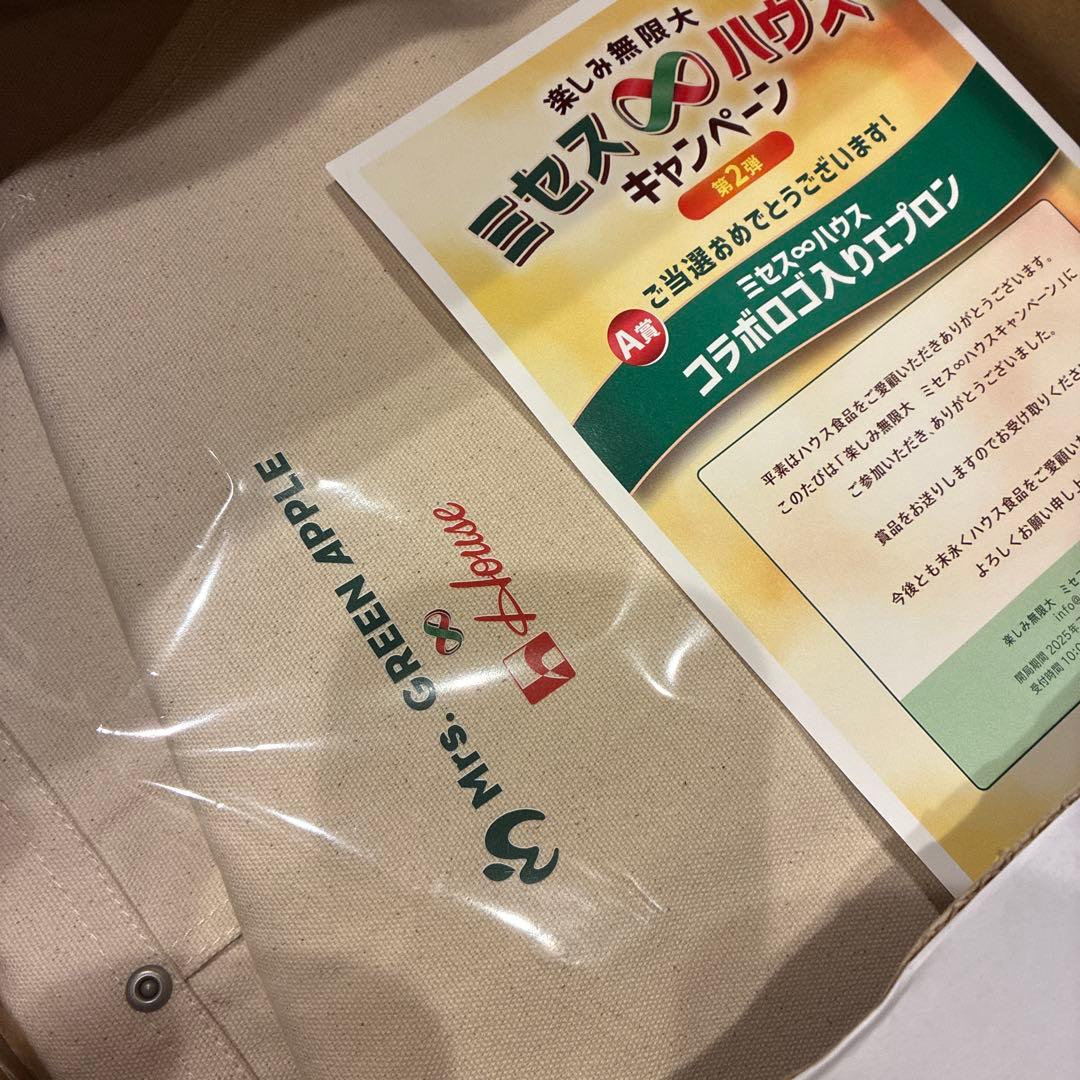 楽しみ無限大
ミセス∞ハウス
キャンペーン
第2弾
ご当選おめでとうございます!
A賞
ミセス∞ハウス
コラボロゴ入りエプロン
平素はハウス食品をご愛顧いただきありがとうございます。
このたびは「楽しみ無限大 ミセス∞ハウスキャンペーン」に
ご参加いただき、ありがとうございました。
賞品をお送りしますのでお受け取りくださ
今後とも末永くハウス食品をご愛顧いた
よろしくお願い申し上
楽しみ無限大 ミセス
info@
開局期間 2025年
受付時間 10:0
Mrs. GREEN APPLE
∞
House